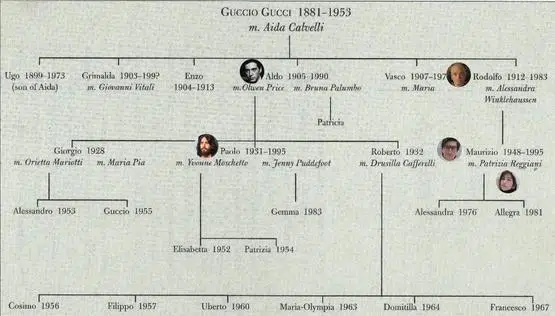 GUCCIO GUCCI 1881–1953
m. Aida Calvelli
Ugo 1899–1973
(son of Aida)
Grimalda 1903–199?
m. Giovanni Vitali
Enzo
1904–1913
Aldo 1905–1990
m. Olwen Price
m. Bruna Palumbo
Vasco 1907–197
m. Maria
Rodolfo 1912–1983
m. Alessandra
Winklehaussen
Patricia
Giorgio 1928
m. Orietta Mariotti
m. Maria Pia
Paolo 1931–1995
m. Yvonne Moschetto
m. Jenny Puddefoot
Roberto 1932
m. Drusilla Cafferelli
Maurizio 1948–1995
m. Patrizia Reggiani
Alessandro 1953
Guccio 1955
Gemma 1983
Alessandra 1976
Allegra 1981
Elisabetta 1952
Patrizia 1954
Cosimo 1956
Filippo 1957
Uberto 1960
Maria-Olympia 1963
Domitilla 1964
Francesco 1967